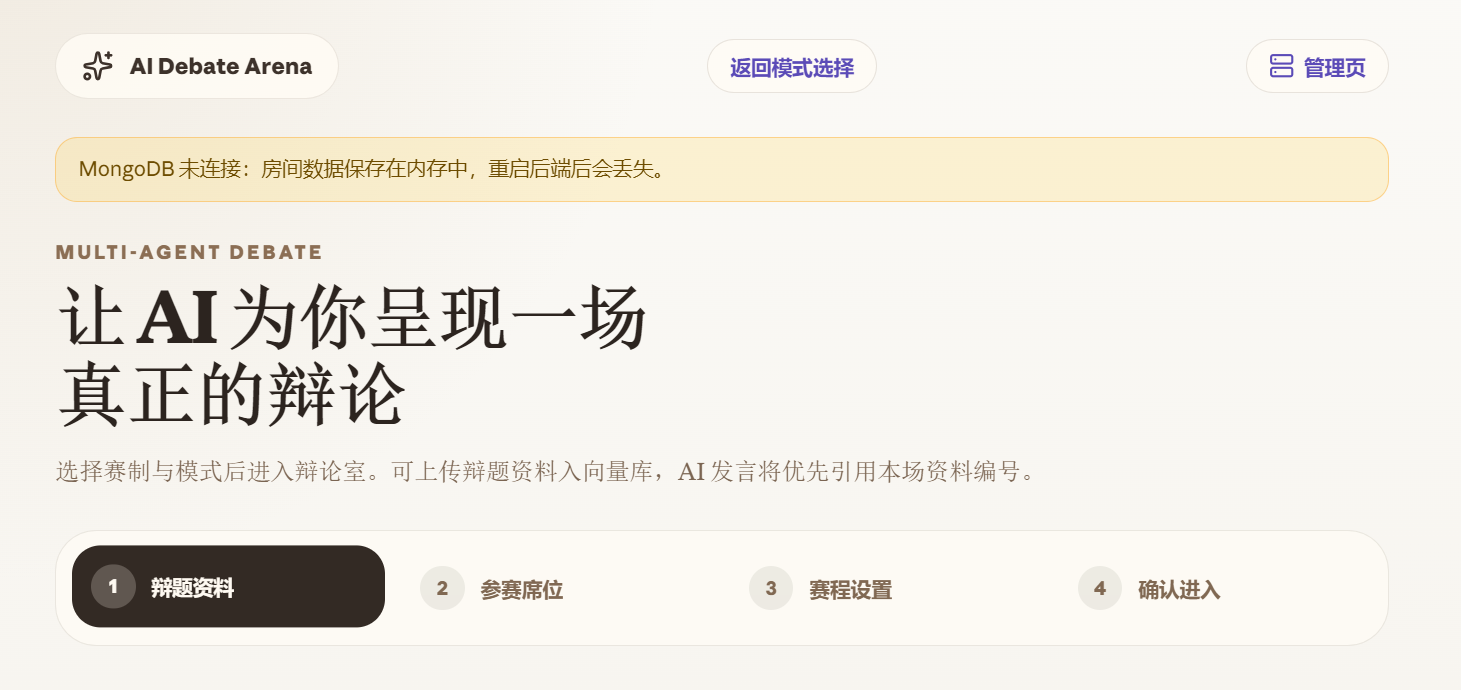 AI Debate Arena
返回模式选择
管理页
MongoDB 未连接：房间数据保存在内存中，重启后端后会丢失。
MULTI-AGENT DEBATE
让 AI 为你呈现一场
真正的辩论
选择赛制与模式后进入辩论室。可上传辩题资料入向量库，AI 发言将优先引用本场资料编号。
1 辩题资料
2 参赛席位
3 赛程设置
4 确认进入